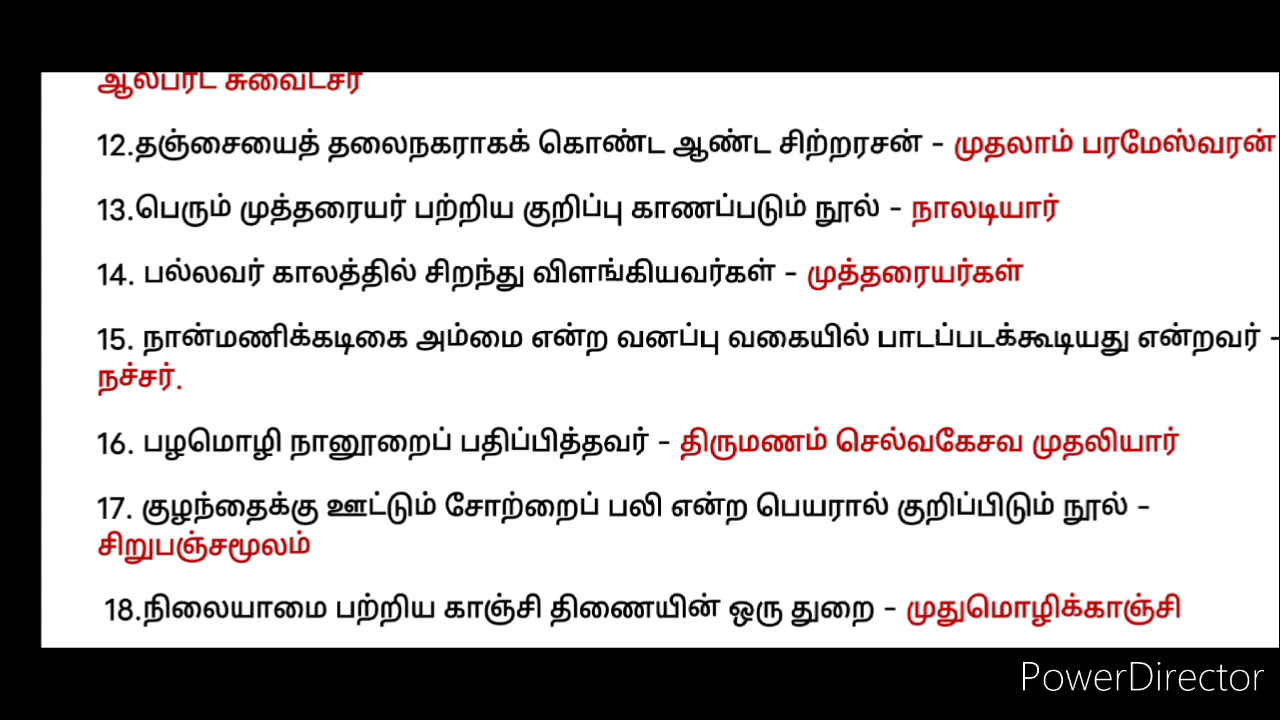 ஆல்பர்ட் சுவைட்சர்
12.தஞ்சையைத் தலைநகராகக் கொண்ட ஆண்ட சிற்றரசன் - முதலாம் பரமேஸ்வரன்
13.பெரும் முத்தரையர் பற்றிய குறிப்பு காணப்படும் நூல் - நாலடியார்
14. பல்லவர் காலத்தில் சிறந்து விளங்கியவர்கள் - முத்தரையர்கள்
15. நான்மணிக்கடிகை அம்மை என்ற வனப்பு வகையில் பாடப்படக்கூடியது என்றவர் -
நச்சர்.
16. பழமொழி நானூறைப் பதிப்பித்தவர் - திருமணம் செல்வகேசவ முதலியார்
17. குழந்தைக்கு ஊட்டும் சோற்றைப் பலி என்ற பெயரால் குறிப்பிடும் நூல் -
சிறுபஞ்சமூலம்
18.நிலையாமை பற்றிய காஞ்சி திணையின் ஒரு துறை - முதுமொழிக்காஞ்சி
PowerDirector